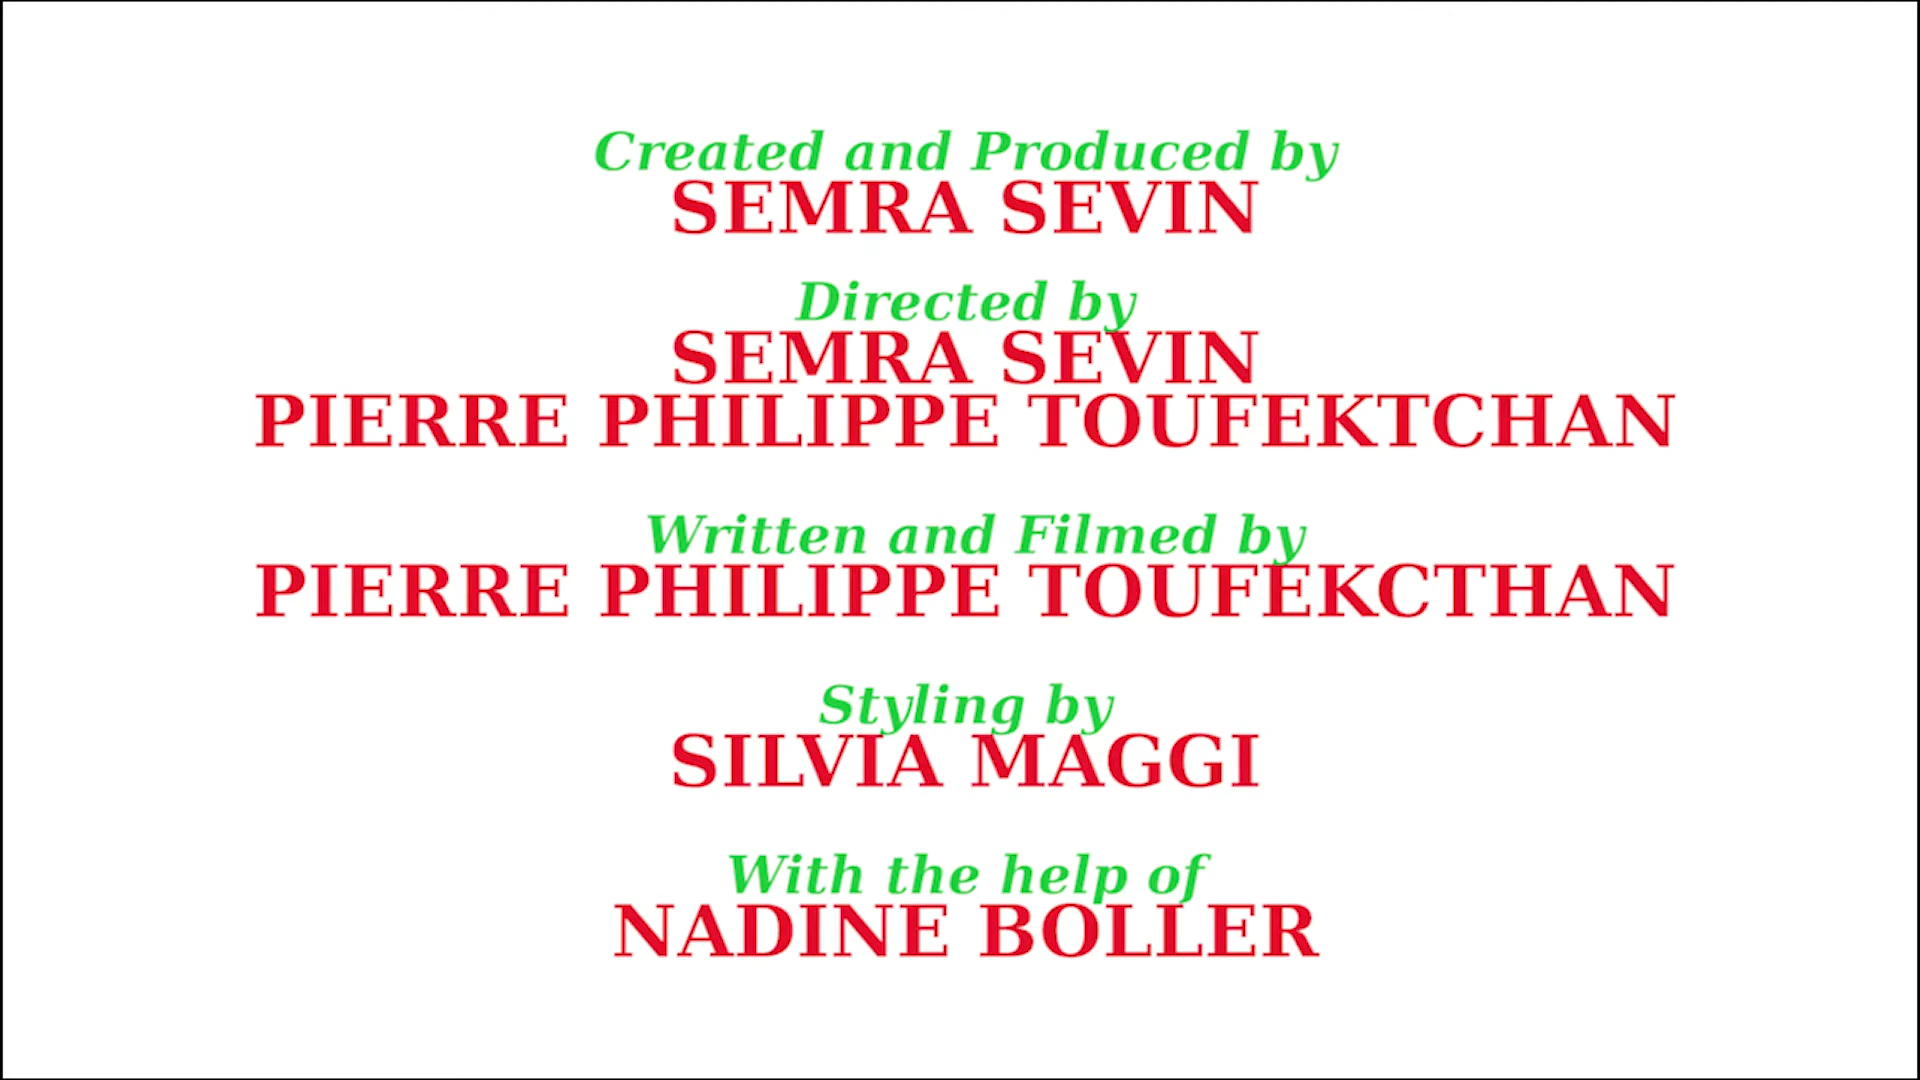 Created and Produced by
SEMRA SEVIN
Directed by
SEMRA SEVIN
PIERRE PHILIPPE TOUFEKTCHAN
Written and Filmed by
PIERRE PHILIPPE TOUFEKCTHAN
Styling by
SILVIA MAGGI
With the help of
NADINE BOLLER